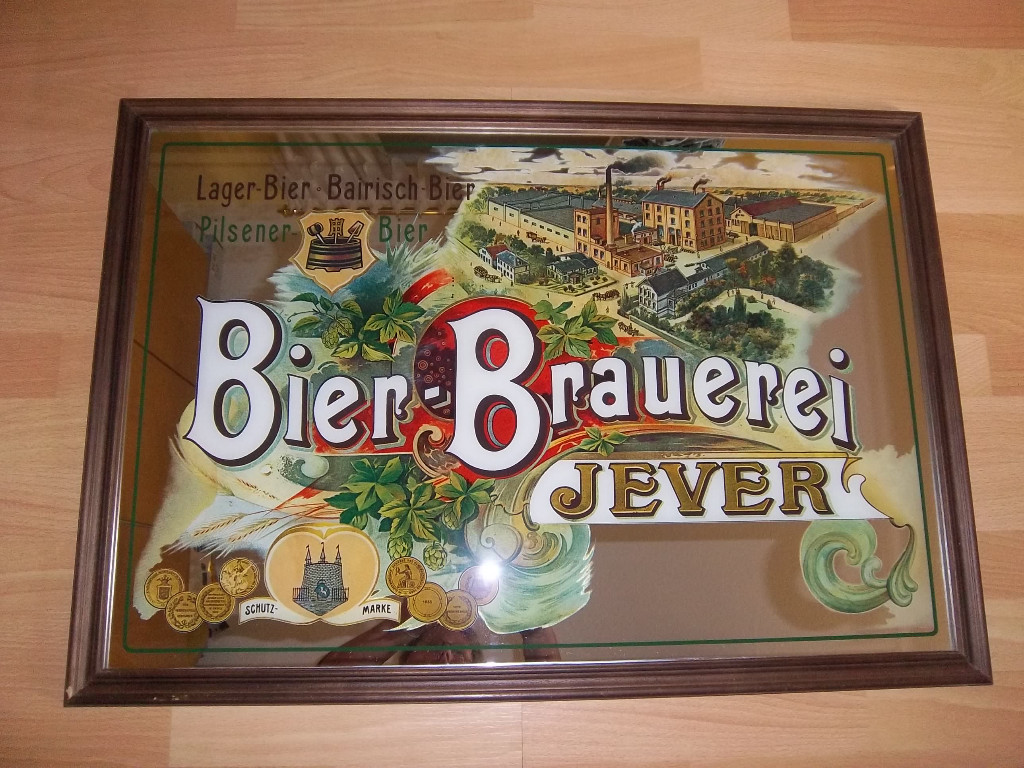 Lager-Bier · Bairisch-Bier
Pilsener- Bier
Bier-Brauerei
JEVER
SCHUTZ- MARKE